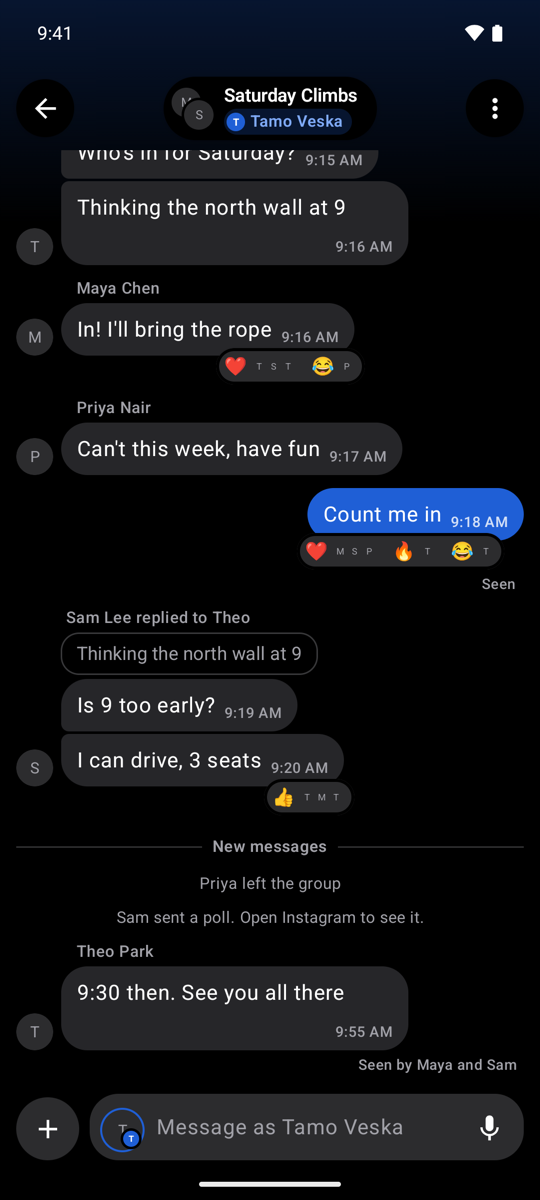 9:41
M
S
Saturday Climbs
T Tamo Veska
Who's in for Saturday? 9:15 AM
Thinking the north wall at 9
9:16 AM
T
Maya Chen
M
In! I'll bring the rope 9:16 AM
❤️ T S T 😂 P
Priya Nair
P
Can't this week, have fun 9:17 AM
Count me in 9:18 AM
❤️ M S P 🔥 T 😂 T
Seen
Sam Lee replied to Theo
Thinking the north wall at 9
Is 9 too early? 9:19 AM
S
I can drive, 3 seats 9:20 AM
👍 T M T
New messages
Priya left the group
Sam sent a poll. Open Instagram to see it.
Theo Park
9:30 then. See you all there
9:55 AM
T
Seen by Maya and Sam
T
T
Message as Tamo Veska